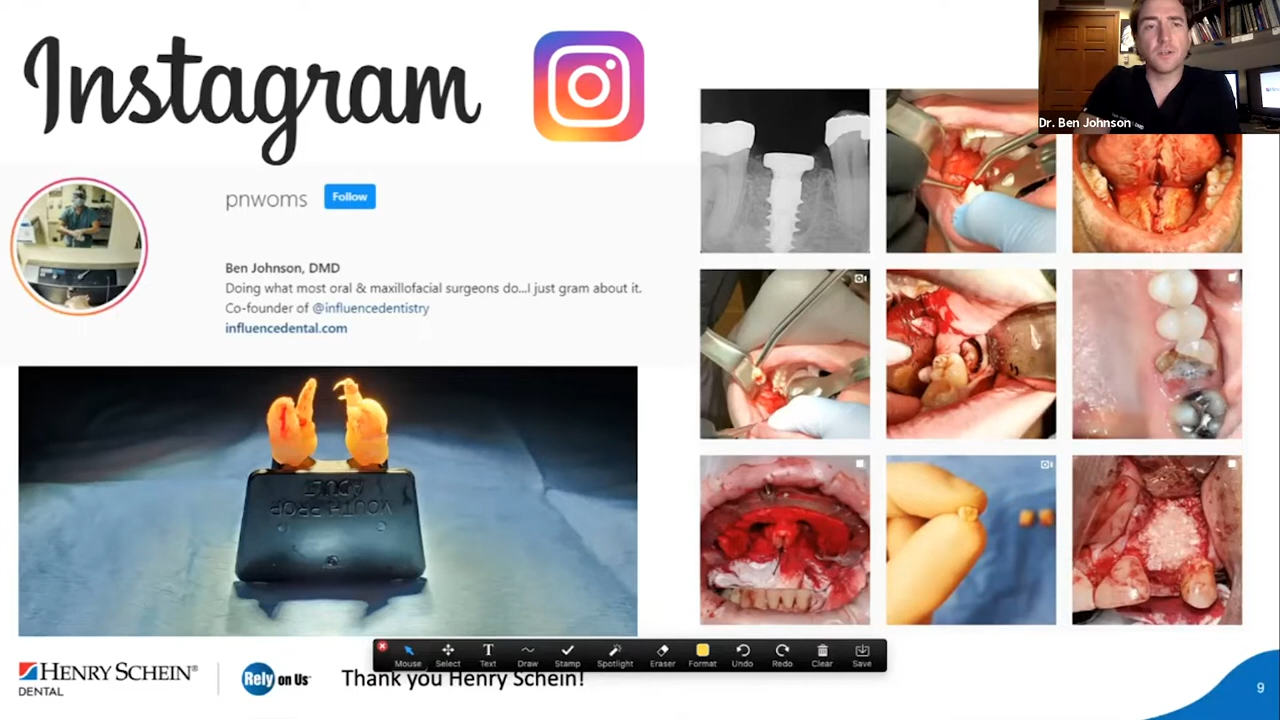 Instagram
Dr. Ben Johnson
pnwoms
Follow
Ben Johnson, DMD
Doing what most oral & maxillofacial surgeons do...I just gram about it.
Co-founder of @influencedentistry
influencedental.com
MOUTH PROP
ADULT
Mouse Select Text Draw Stamp Spotlight Eraser Format Undo Redo Clear Save
HENRY SCHEIN®
DENTAL
Rely on Us™
Thank you Henry Schein!
9